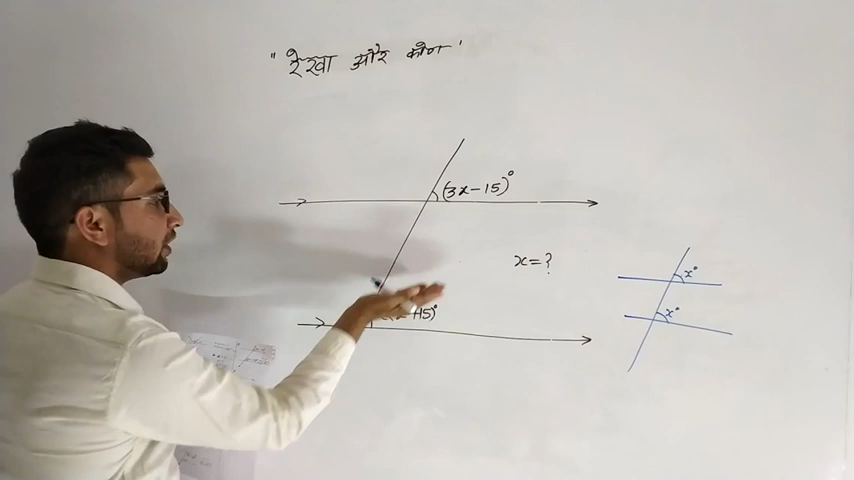 "रेखा और कोण"
(3x-15)°
x=?
x°
x°
+15)°